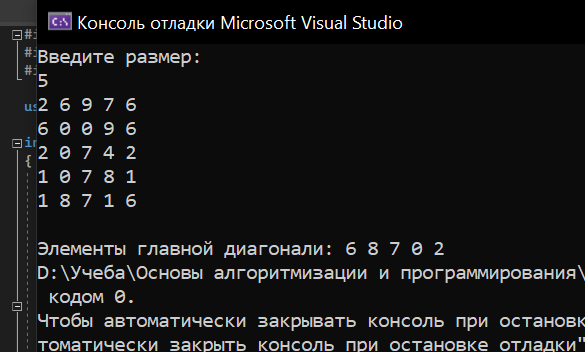 Консоль отладки Microsoft Visual Studio
Введите размер:
5
2 6 9 7 6
6 0 0 9 6
2 0 7 4 2
1 0 7 8 1
1 8 7 1 6
Элементы главной диагонали: 6 8 7 0 2
D:\Учеба\Основы алгоритмизации и программирования\
кодом 0.
Чтобы автоматически закрывать консоль при остановке
томатически закрыть консоль при остановке отладки"